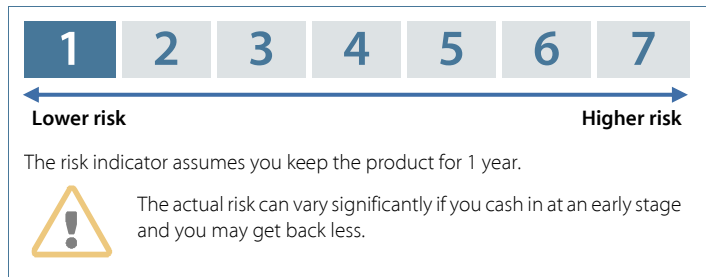 1 2 3 4 5 6 7
Lower risk Higher risk
The risk indicator assumes you keep the product for 1 year.
The actual risk can vary significantly if you cash in at an early stage
and you may get back less.